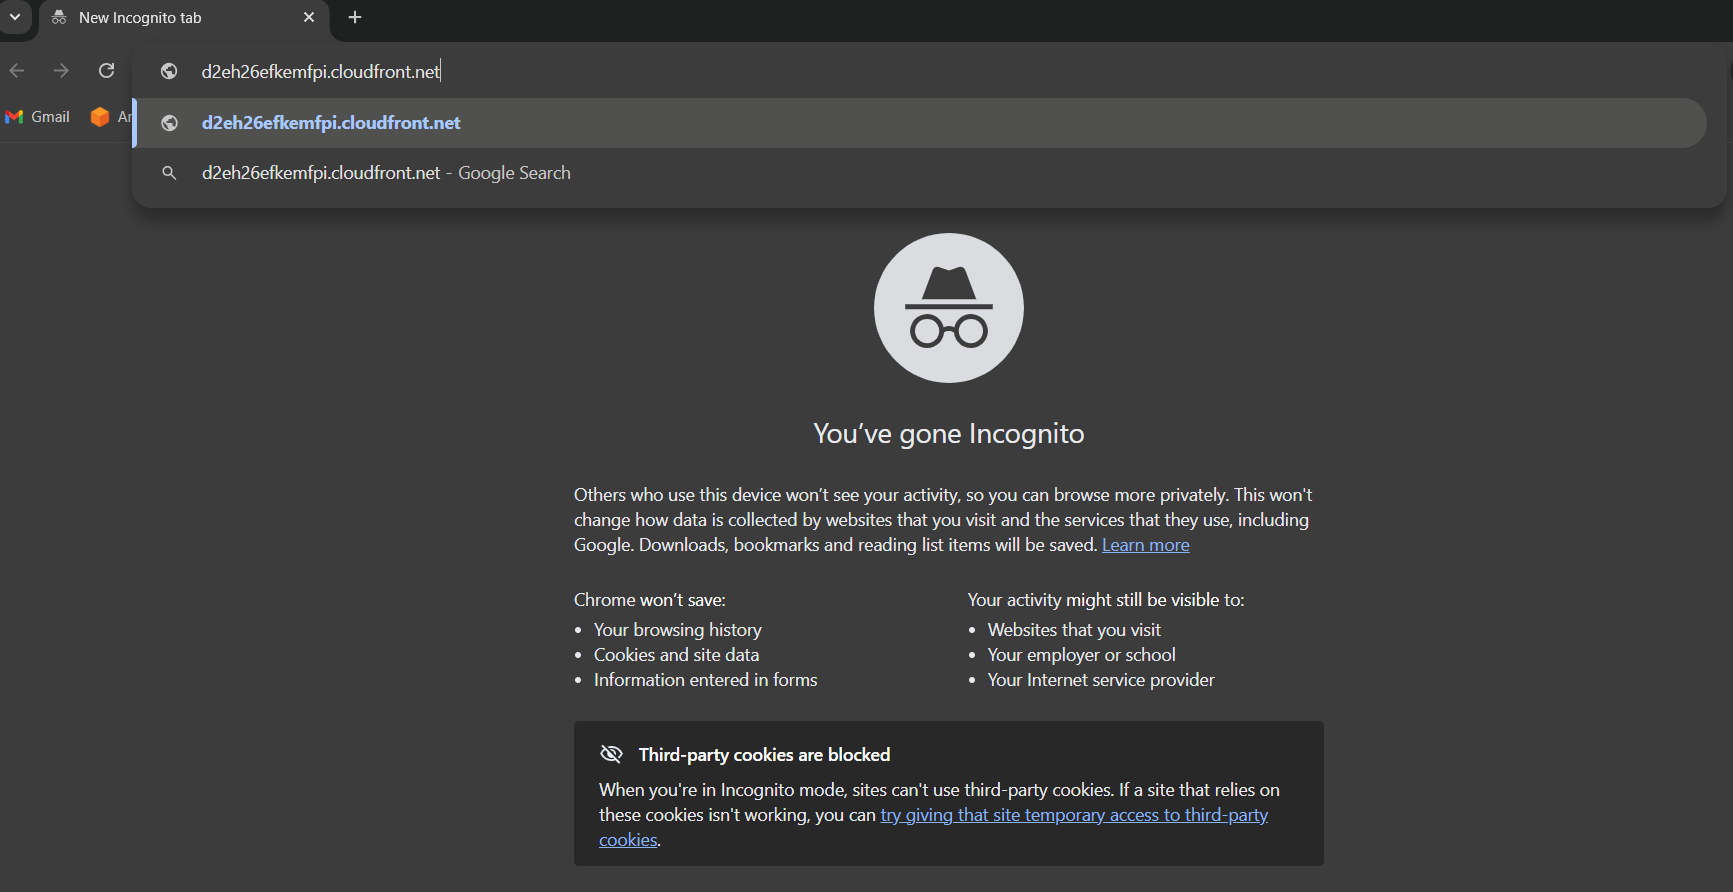 New Incognito tab
d2eh26efkemfpi.cloudfront.net
Gmail
d2eh26efkemfpi.cloudfront.net
d2eh26efkemfpi.cloudfront.net - Google Search
You’ve gone Incognito
Others who use this device won’t see your activity, so you can browse more privately. This won't
change how data is collected by websites that you visit and the services that they use, including
Google. Downloads, bookmarks and reading list items will be saved. Learn more
Chrome won’t save:
• Your browsing history
• Cookies and site data
• Information entered in forms
Your activity might still be visible to:
• Websites that you visit
• Your employer or school
• Your Internet service provider
Third-party cookies are blocked
When you're in Incognito mode, sites can't use third-party cookies. If a site that relies on
these cookies isn't working, you can try giving that site temporary access to third-party
cookies.